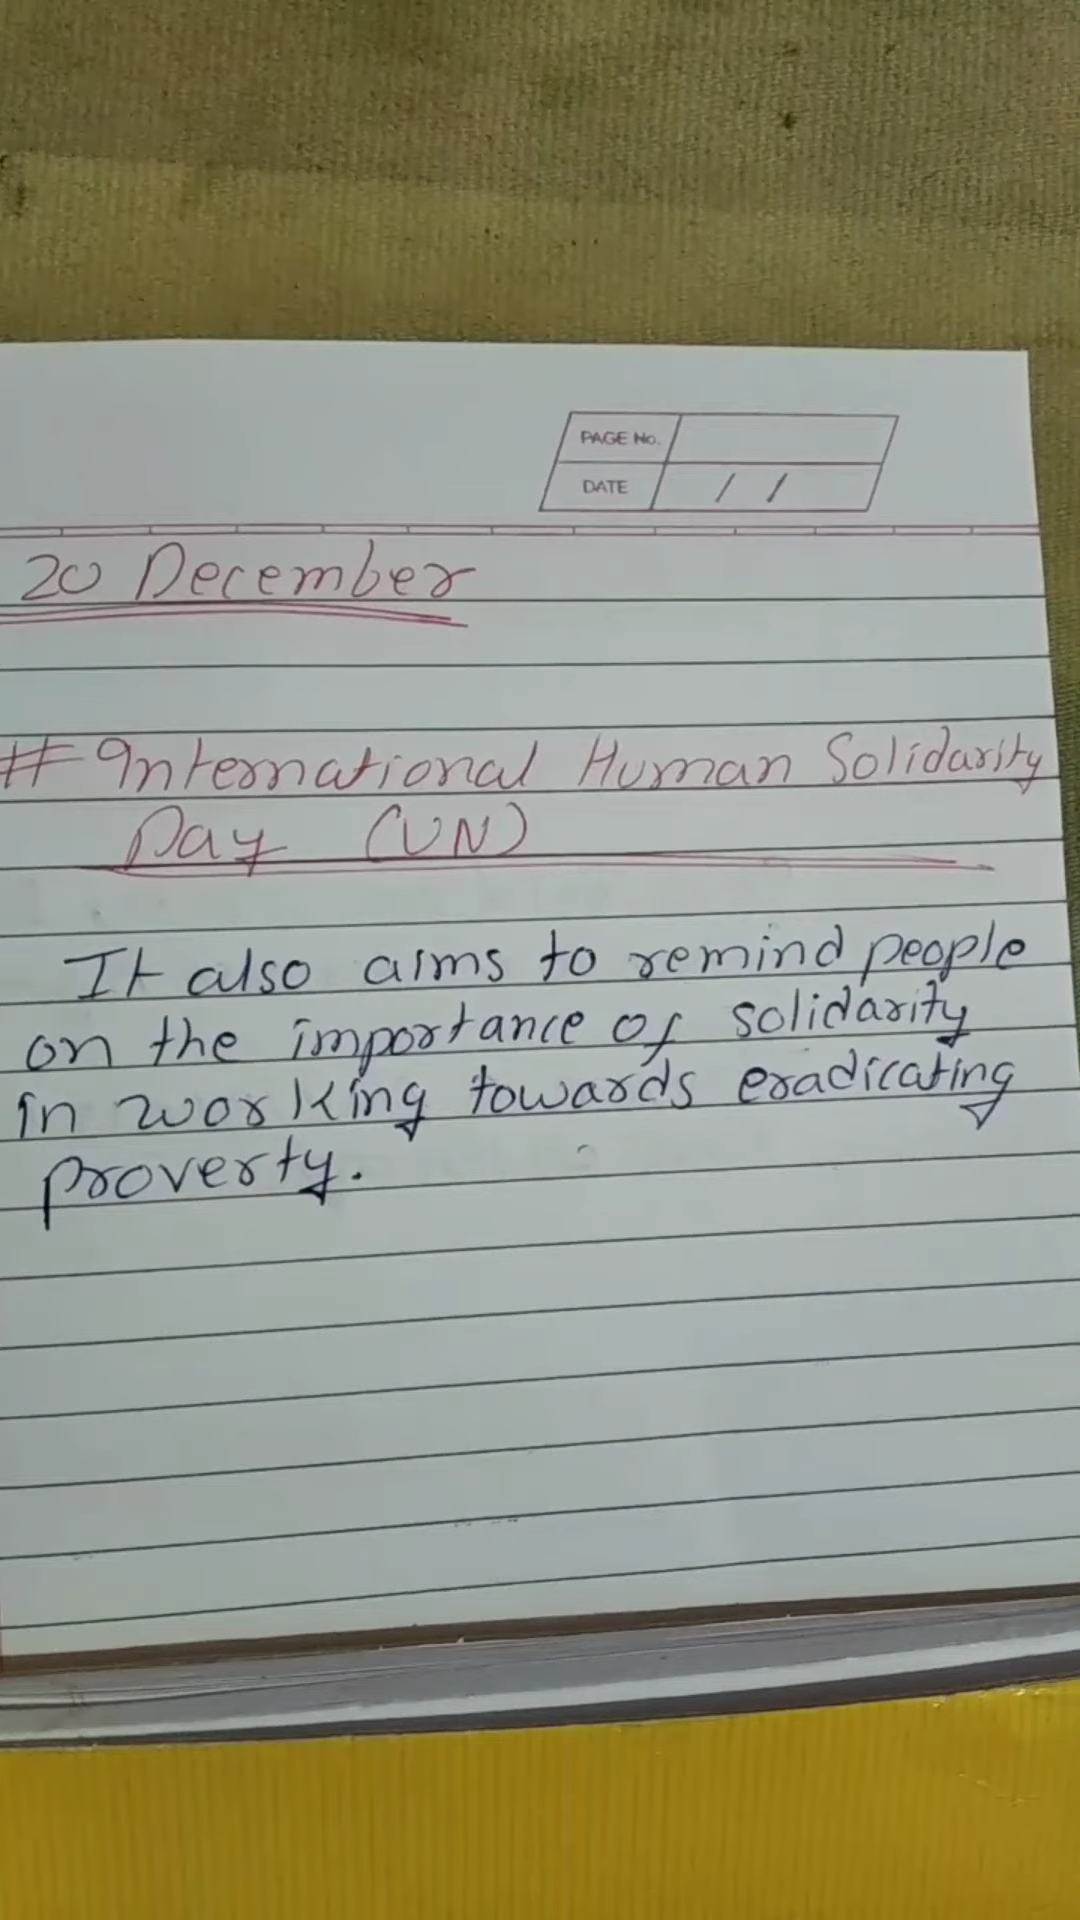 PAGE No.
DATE / /
20 December
# International Human Solidarity
Day (UN)
It also aims to remind people
on the importance of solidarity
in working towards eradicating
proverty.